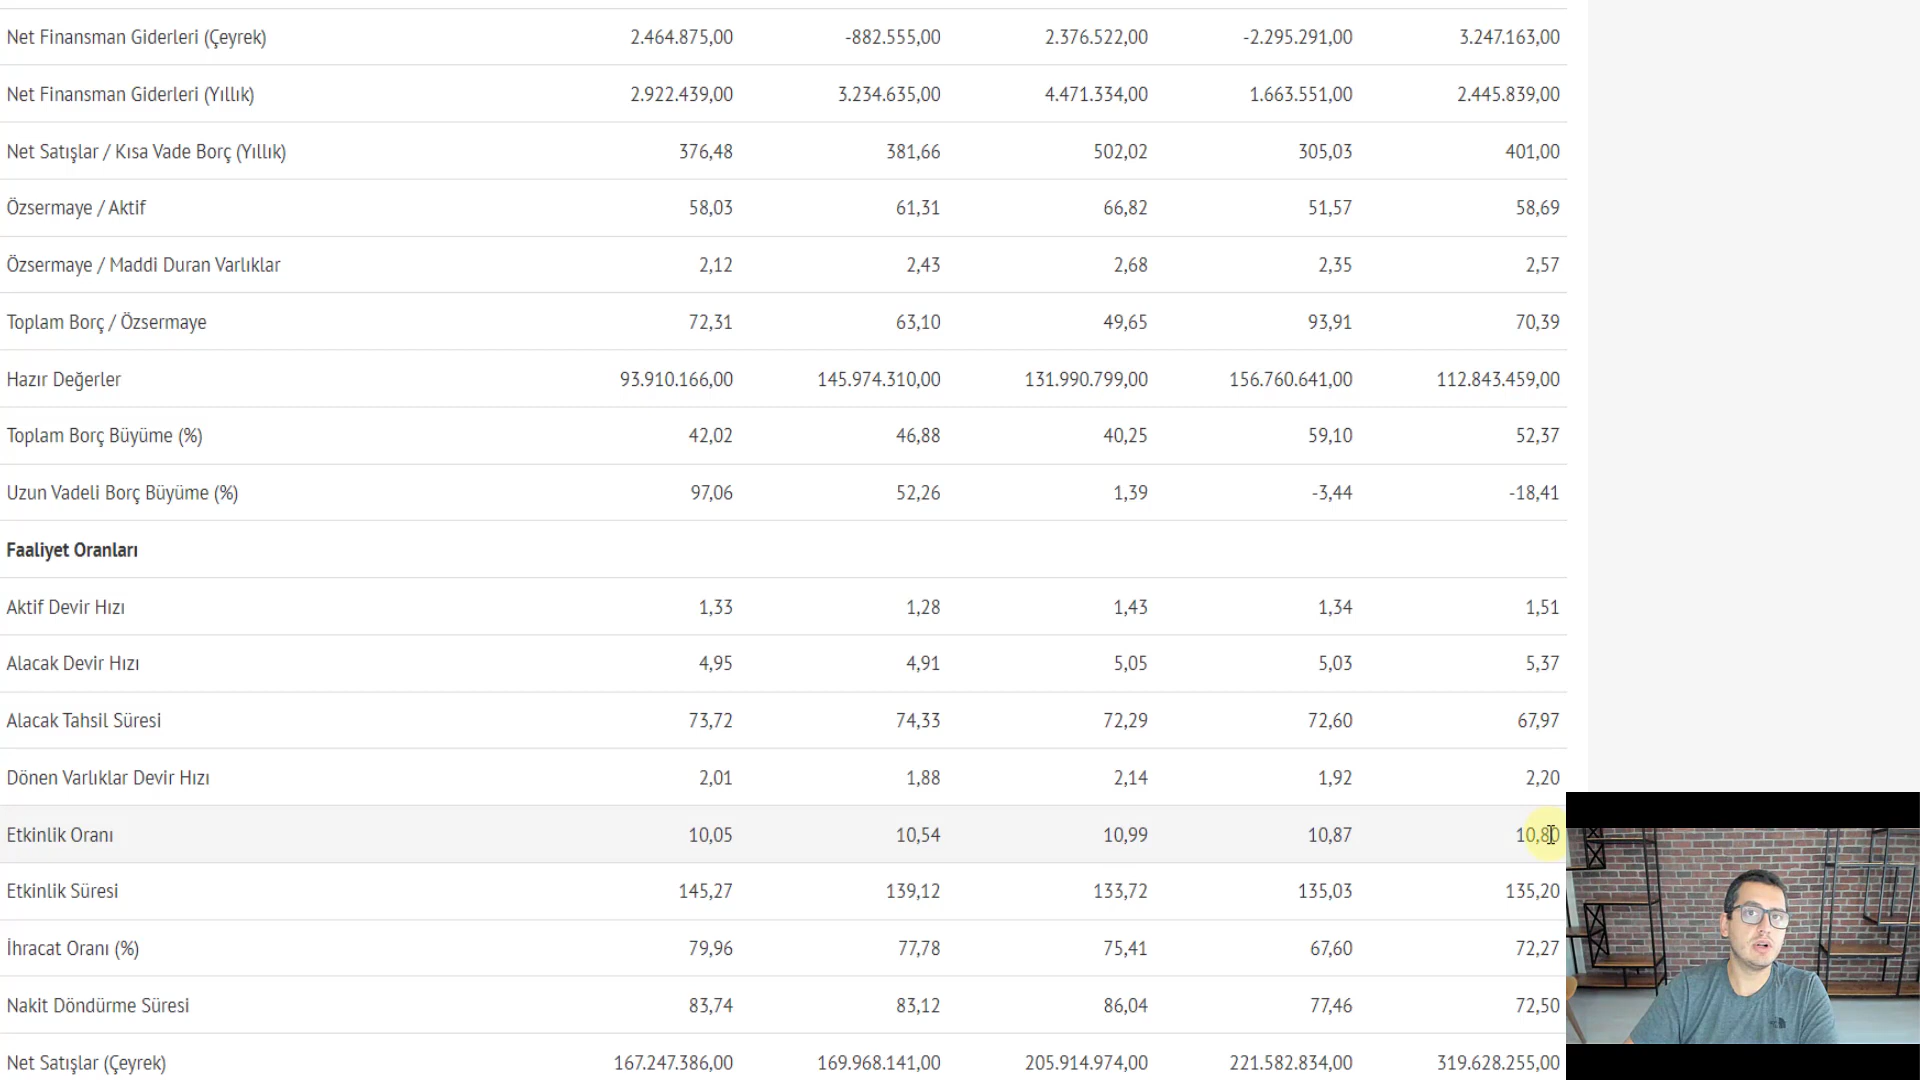 Net Finansman Giderleri (Çeyrek) 2.464.875,00 -882.555,00 2.376.522,00 -2.295.291,00 3.247.163,00
Net Finansman Giderleri (Yıllık) 2.922.439,00 3.234.635,00 4.471.334,00 1.663.551,00 2.445.839,00
Net Satışlar / Kısa Vade Borç (Yıllık) 376,48 381,66 502,02 305,03 401,00
Özsermaye / Aktif 58,03 61,31 66,82 51,57 58,69
Özsermaye / Maddi Duran Varlıklar 2,12 2,43 2,68 2,35 2,57
Toplam Borç / Özsermaye 72,31 63,10 49,65 93,91 70,39
Hazır Değerler 93.910.166,00 145.974.310,00 131.990.799,00 156.760.641,00 112.843.459,00
Toplam Borç Büyüme (%) 42,02 46,88 40,25 59,10 52,37
Uzun Vadeli Borç Büyüme (%) 97,06 52,26 1,39 -3,44 -18,41
Faaliyet Oranları
Aktif Devir Hızı 1,33 1,28 1,43 1,34 1,51
Alacak Devir Hızı 4,95 4,91 5,05 5,03 5,37
Alacak Tahsil Süresi 73,72 74,33 72,29 72,60 67,97
Dönen Varlıklar Devir Hızı 2,01 1,88 2,14 1,92 2,20
Etkinlik Oranı 10,05 10,54 10,99 10,87 10,80
Etkinlik Süresi 145,27 139,12 133,72 135,03 135,20
İhracat Oranı (%) 79,96 77,78 75,41 67,60 72,27
Nakit Döndürme Süresi 83,74 83,12 86,04 77,46 72,50
Net Satışlar (Çeyrek) 167.247.386,00 169.968.141,00 205.914.974,00 221.582.834,00 319.628.255,00